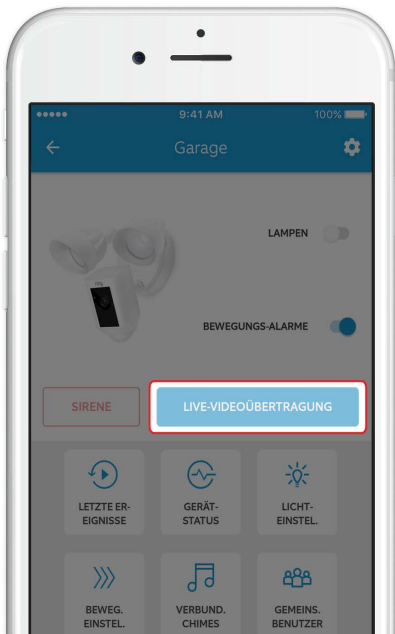 9:41 AM 100%
Garage
LAMPEN
ring
BEWEGUNGS-ALARME
SIRENE LIVE-VIDEOÜBERTRAGUNG
LETZTE ER-
EIGNISSE
GERÄT-
STATUS
LICHT-
EINSTEL.
BEWEG.
EINSTEL.
VERBUND.
CHIMES
GEMEINS.
BENUTZER